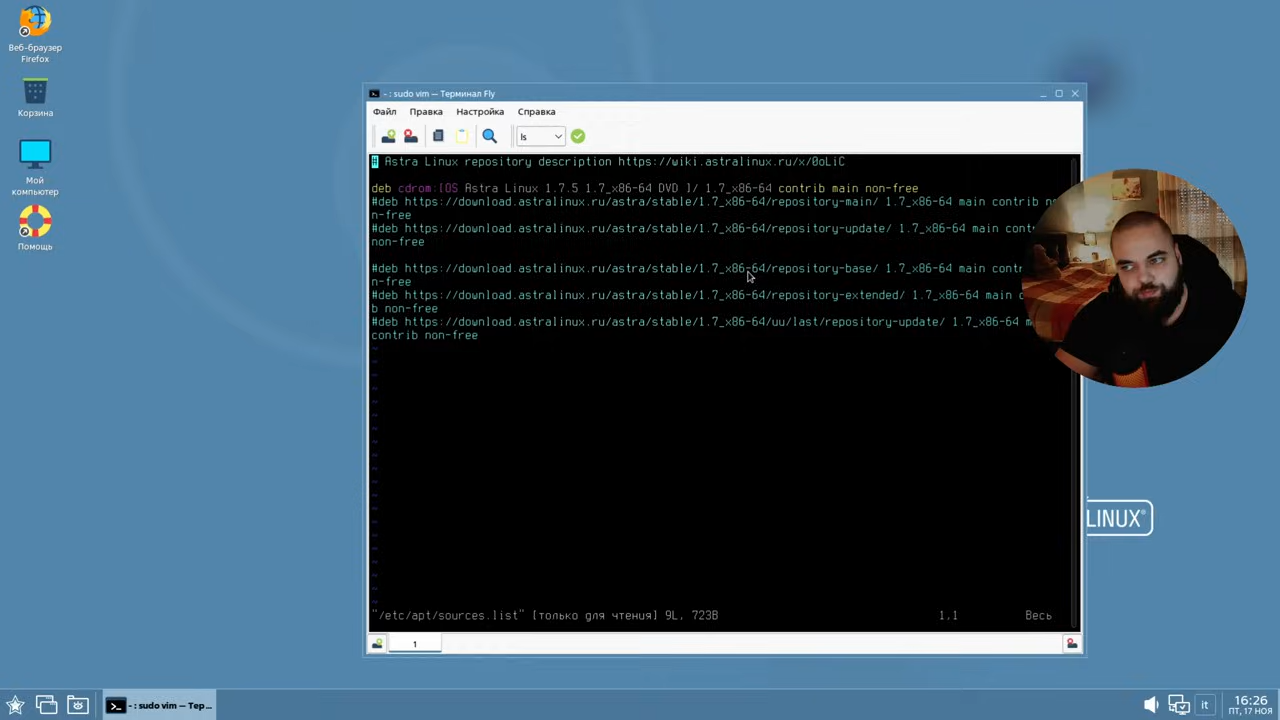 Веб-браузер
Firefox
Корзина
Мой
компьютер
Помощь
- : sudo vim — Терминал Fly
Файл Правка Настройка Справка
ls
# Astra Linux repository description https://wiki.astralinux.ru/x/0oLiC
deb cdrom:[OS Astra Linux 1.7.5 1.7_x86-64 DVD ]/ 1.7_x86-64 contrib main non-free
#deb https://download.astralinux.ru/astra/stable/1.7_x86-64/repository-main/ 1.7_x86-64 main contrib no
n-free
#deb https://download.astralinux.ru/astra/stable/1.7_x86-64/repository-update/ 1.7_x86-64 main contr
non-free
#deb https://download.astralinux.ru/astra/stable/1.7_x86-64/repository-base/ 1.7_x86-64 main contr
n-free
#deb https://download.astralinux.ru/astra/stable/1.7_x86-64/repository-extended/ 1.7_x86-64 main c
b non-free
#deb https://download.astralinux.ru/astra/stable/1.7_x86-64/uu/last/repository-update/ 1.7_x86-64 m
contrib non-free
"/etc/apt/sources.list" [только для чтения] 9L, 723B 1,1 Весь
1
LINUX®
- : sudo vim — Тер...
it
16:26
ПТ, 17 НОЯ